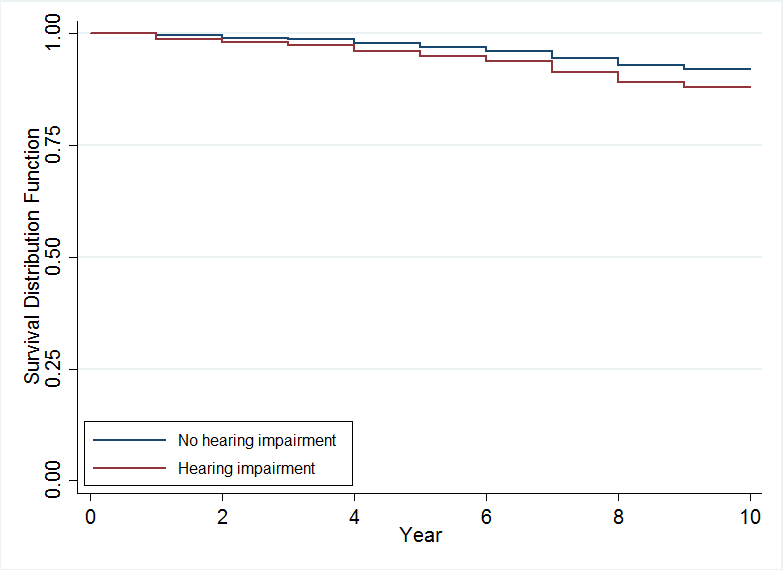 1.00
0.75
0.50
0.25
0.00
Survival Distribution Function
No hearing impairment
Hearing impairment
0 2 4 6 8 10
Year